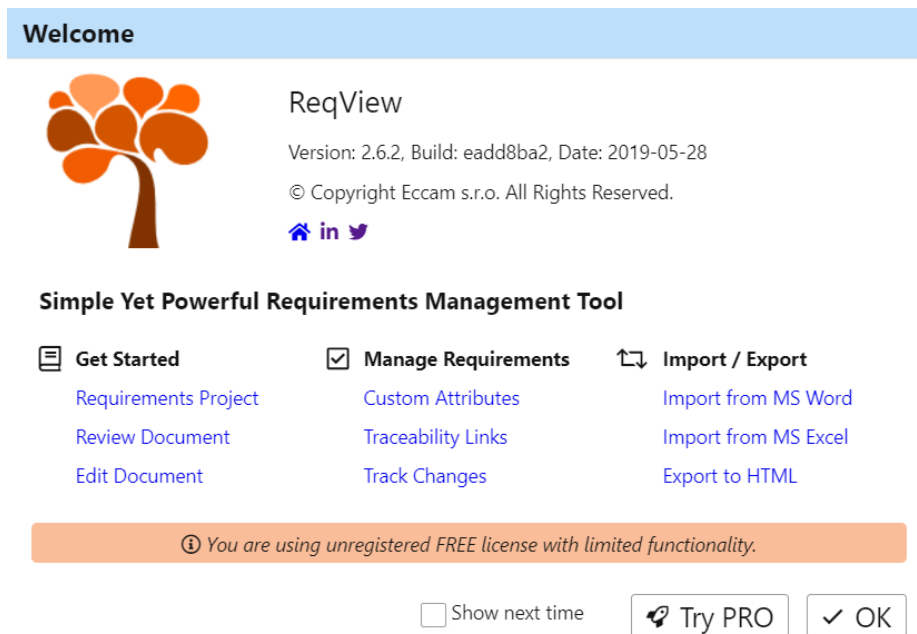 Welcome
ReqView
Version: 2.6.2, Build: eadd8ba2, Date: 2019-05-28
© Copyright Eccam s.r.o. All Rights Reserved.
in
Simple Yet Powerful Requirements Management Tool
Get Started
Requirements Project
Review Document
Edit Document
Manage Requirements
Custom Attributes
Traceability Links
Track Changes
Import / Export
Import from MS Word
Import from MS Excel
Export to HTML
You are using unregistered FREE license with limited functionality.
Show next time
Try PRO
OK